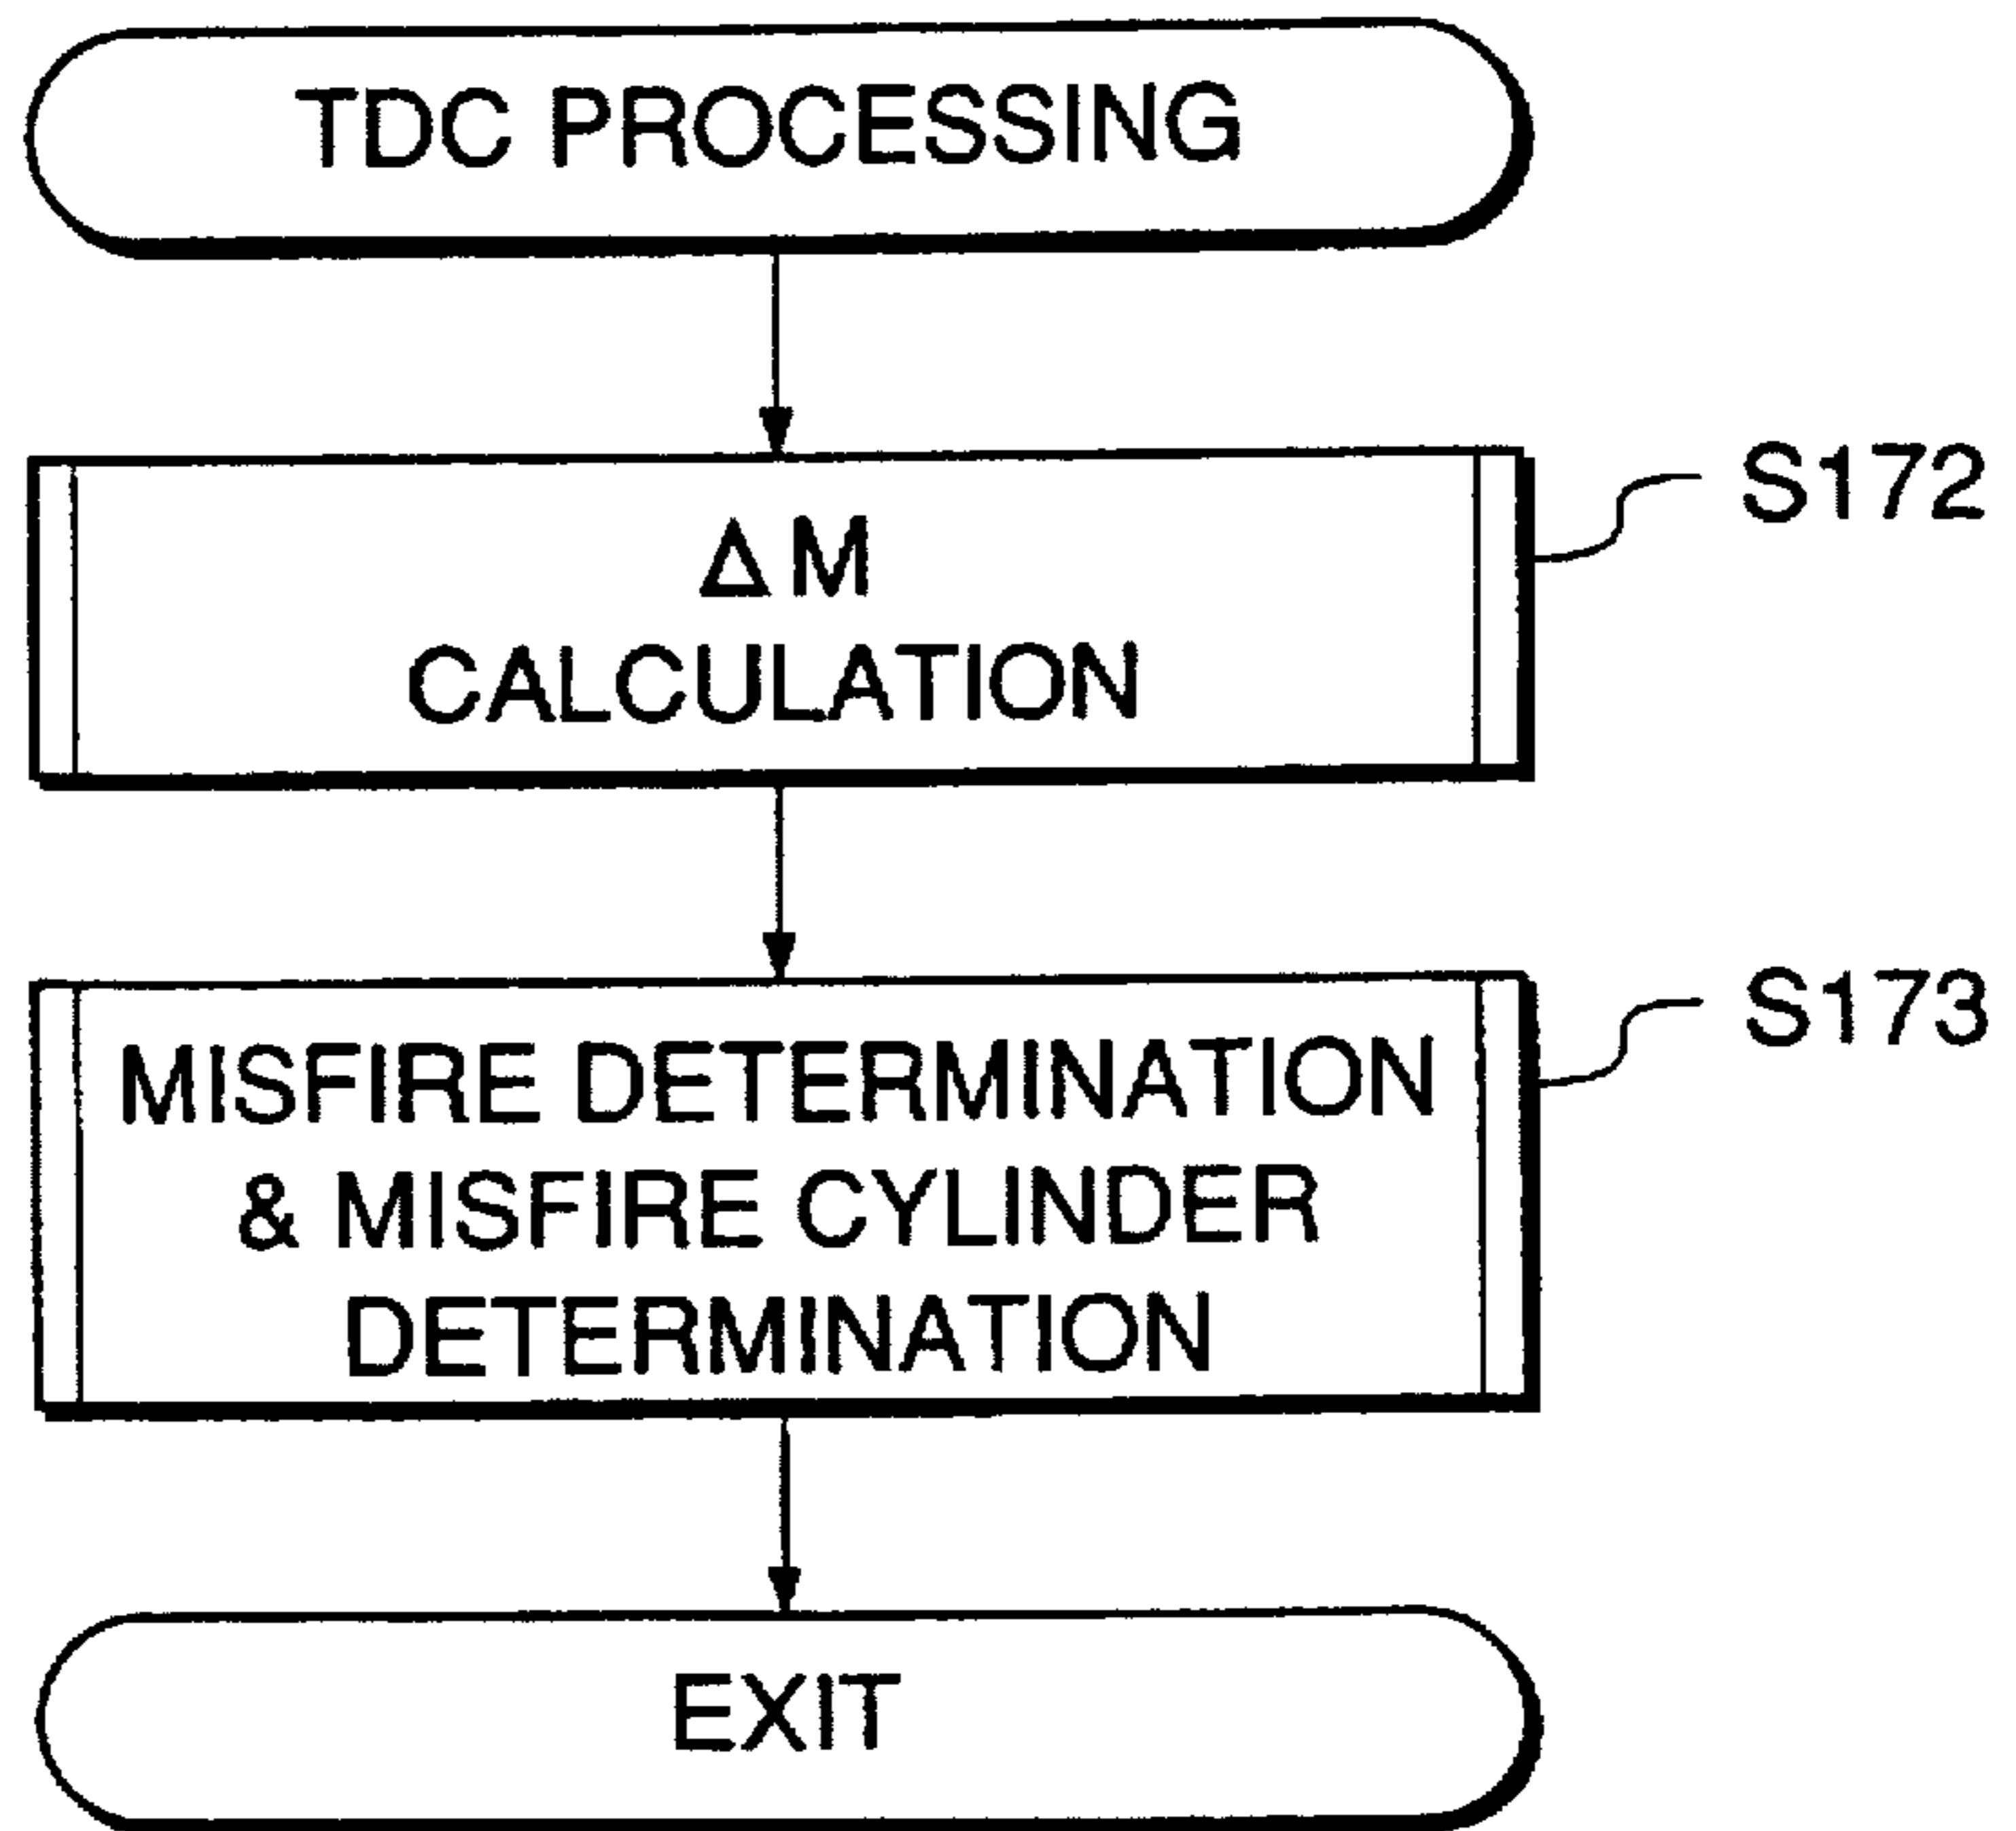 TDC PROCESSING
ΔM
CALCULATION
S172
MISFIRE DETERMINATION
& MISFIRE CYLINDER
DETERMINATION
S173
EXIT